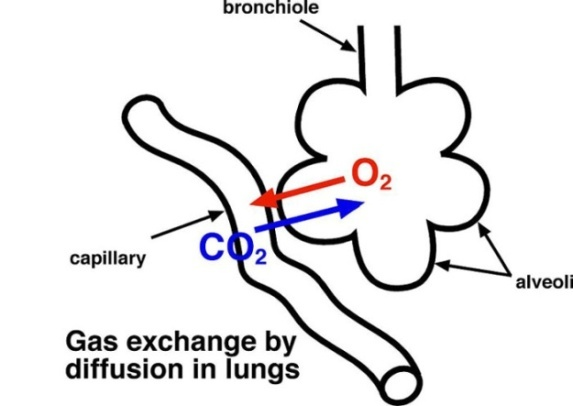 bronchiole
O₂
CO₂
capillary
alveoli
Gas exchange by
diffusion in lungs